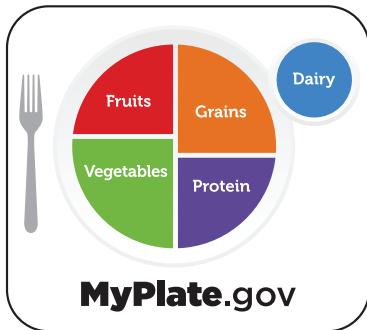 Dairy
Fruits
Grains
Vegetables
Protein
MyPlate.gov